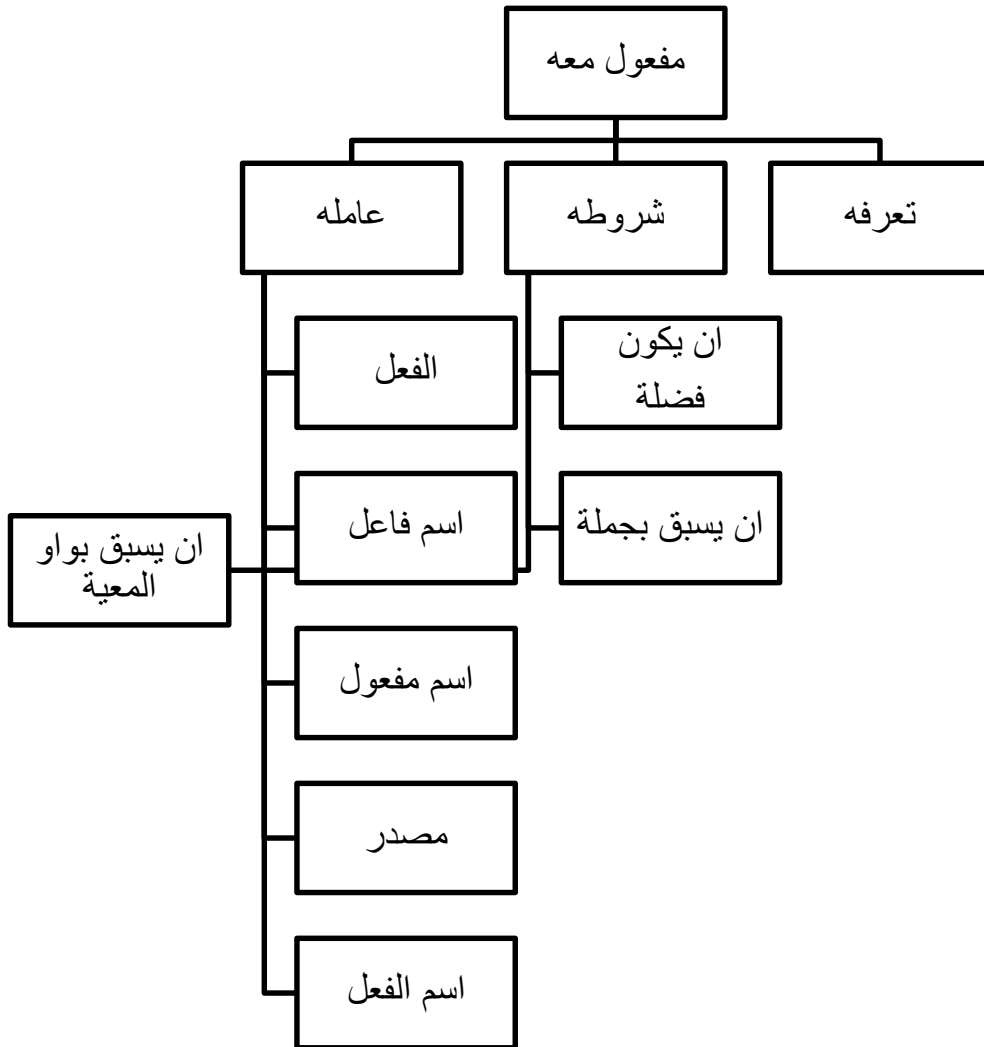 مفعول معه
تعرفه
شروطه
عامله
ان يكون
فضلة
ان يسبق بجملة
ان يسبق بواو
المعية
الفعل
اسم فاعل
اسم مفعول
مصدر
اسم الفعل